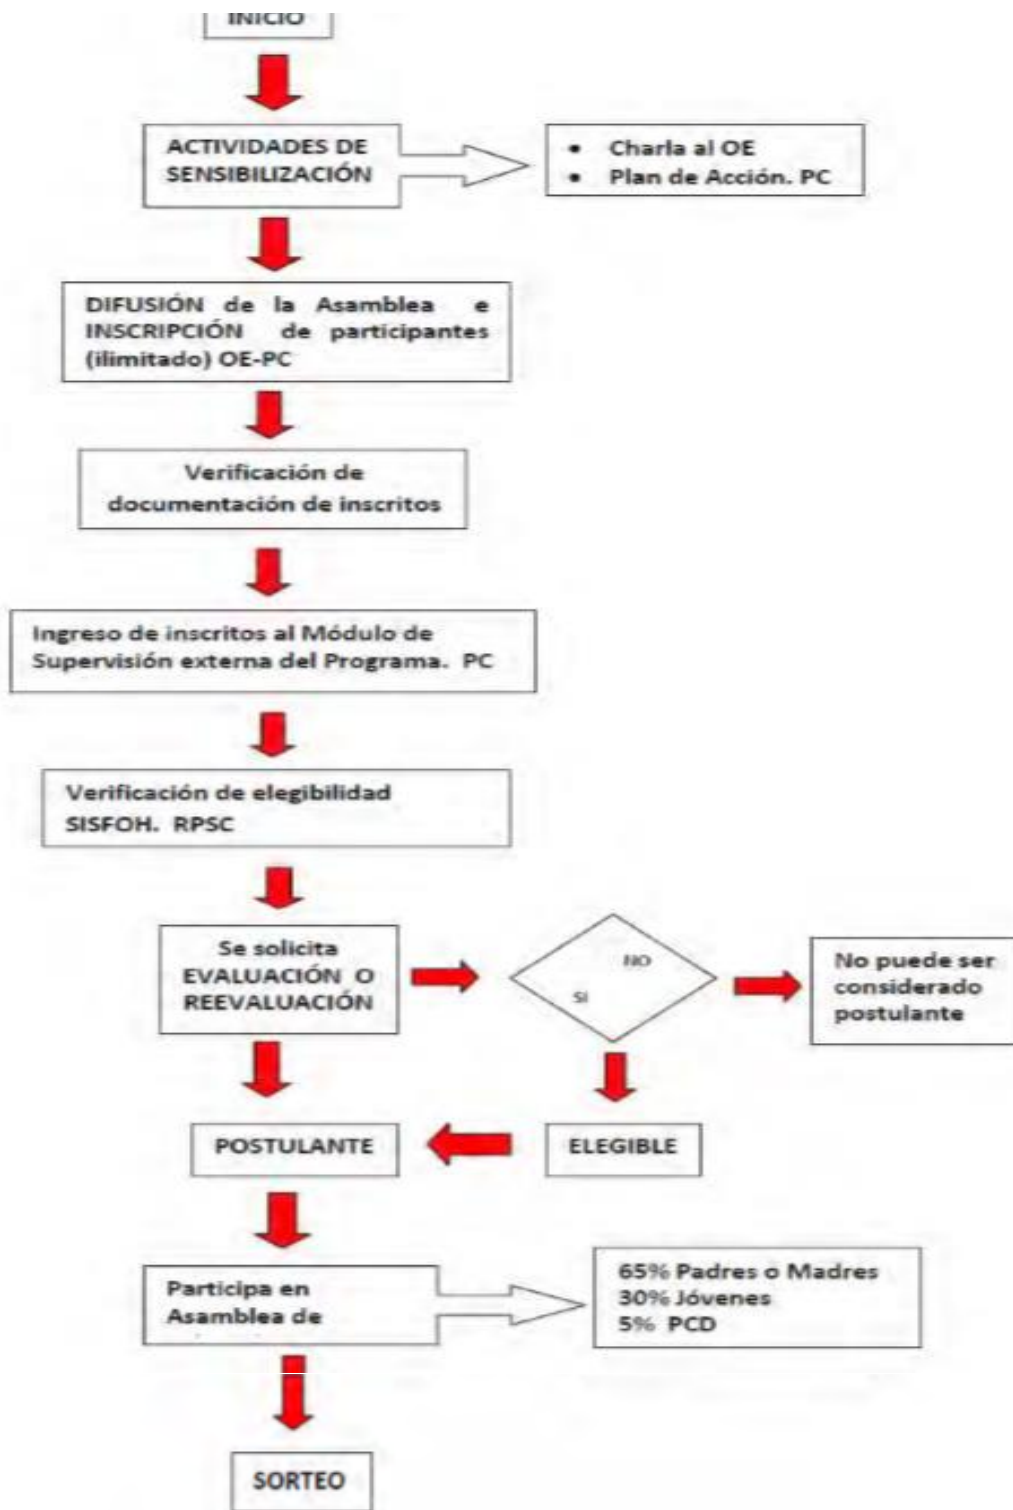 INICIO
ACTIVIDADES DE
SENSIBILIZACIÓN
• Charla al OE
• Plan de Acción. PC
DIFUSIÓN de la Asamblea e
INSCRIPCIÓN de participantes
(ilimitado) OE-PC
Verificación de
documentación de inscritos
Ingreso de inscritos al Módulo de
Supervisión externa del Programa. PC
Verificación de elegibilidad
SISFOH. RPSC
Se solicita
EVALUACIÓN O
REEVALUACIÓN
NO
SI
No puede ser
considerado
postulante
POSTULANTE
ELEGIBLE
Participa en
Asamblea de
65% Padres o Madres
30% Jóvenes
5% PCD
SORTEO